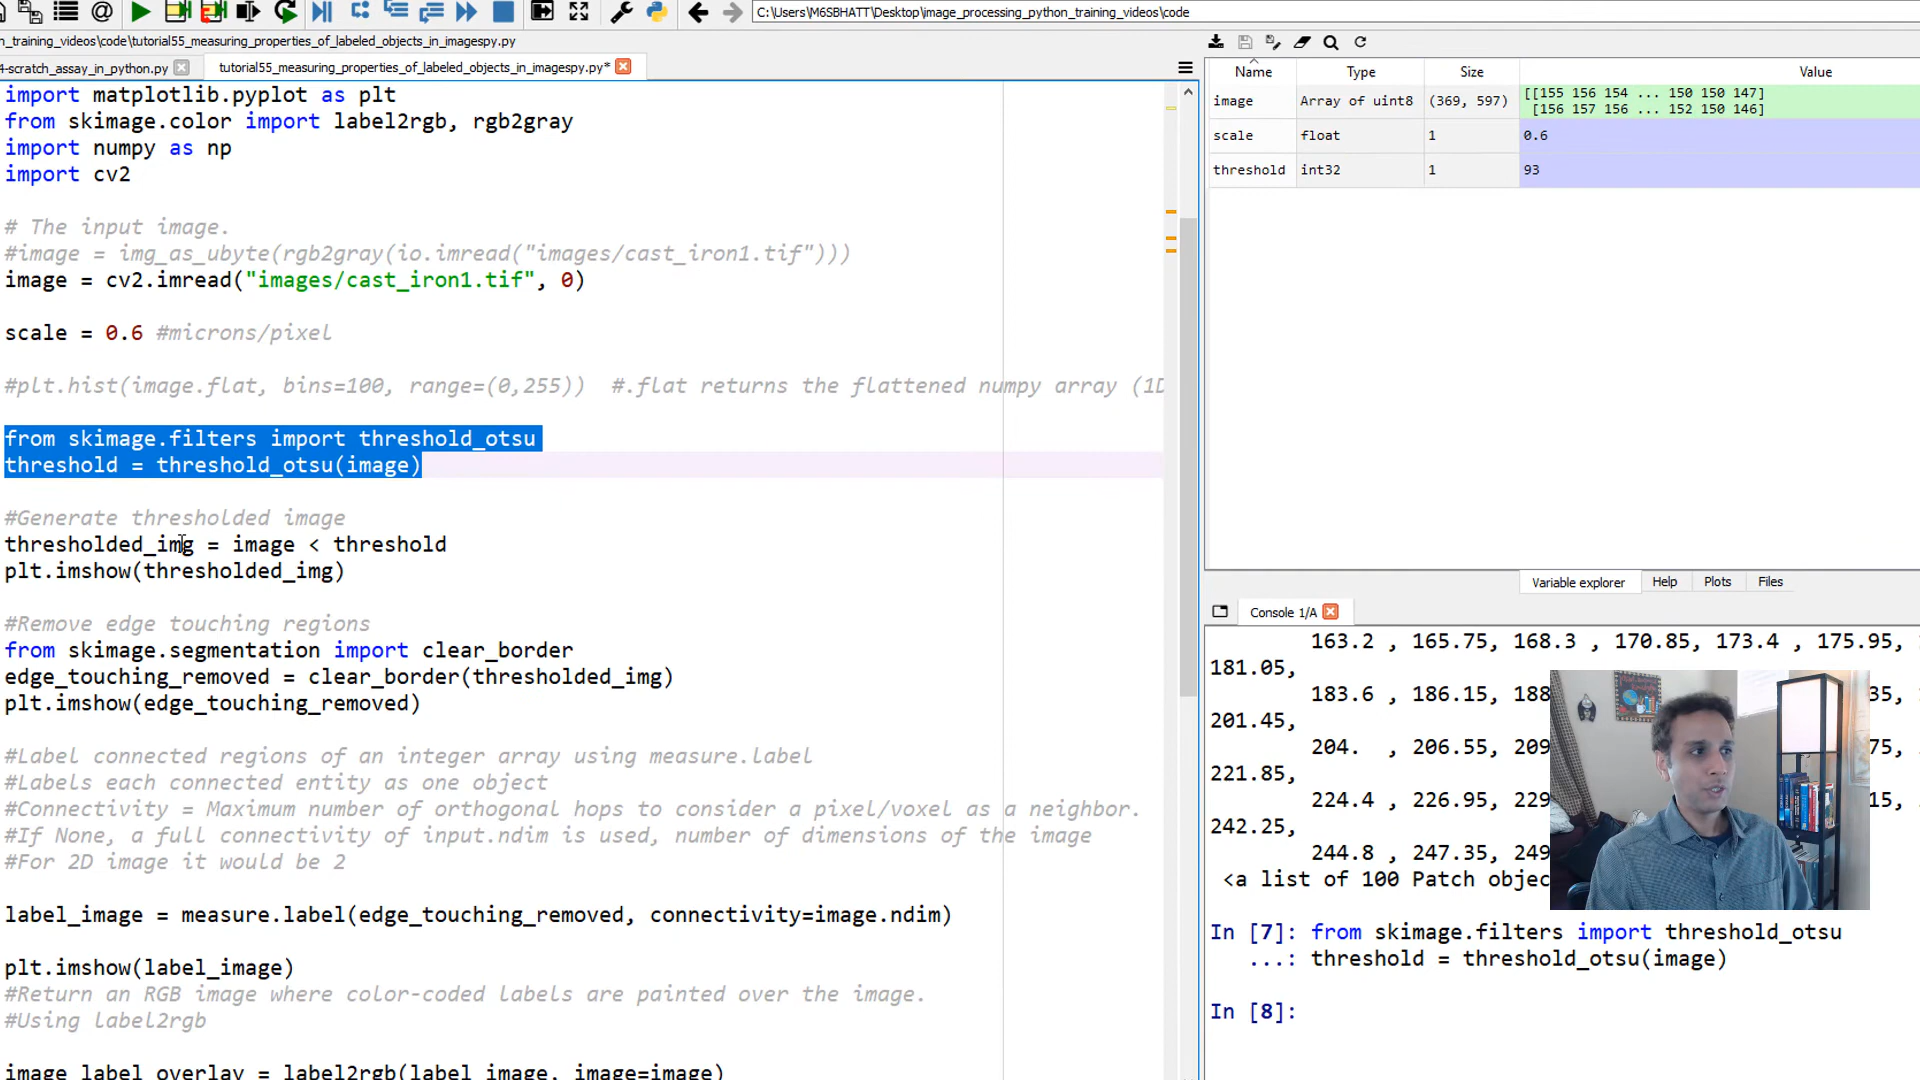 C:\Users\M6SBHATT\Desktop\image_processing_python_training_videos\code
n_training_videos\code\tutorial55_measuring_properties_of_labeled_objects_in_imagespy.py
4-scratch_assay_in_python.py
tutorial55_measuring_properties_of_labeled_objects_in_imagespy.py*
import matplotlib.pyplot as plt
from skimage.color import label2rgb, rgb2gray
import numpy as np
import cv2
# The input image.
#image = img_as_ubyte(rgb2gray(io.imread("images/cast_iron1.tif")))
image = cv2.imread("images/cast_iron1.tif", 0)
scale = 0.6 #microns/pixel
#plt.hist(image.flat, bins=100, range=(0,255))  #.flat returns the flattened numpy array (1D
from skimage.filters import threshold_otsu
threshold = threshold_otsu(image)
#Generate thresholded image
thresholded_img = image < threshold
plt.imshow(thresholded_img)
#Remove edge touching regions
from skimage.segmentation import clear_border
edge_touching_removed = clear_border(thresholded_img)
plt.imshow(edge_touching_removed)
#Label connected regions of an integer array using measure.label
#Labels each connected entity as one object
#Connectivity = Maximum number of orthogonal hops to consider a pixel/voxel as a neighbor.
#If None, a full connectivity of input.ndim is used, number of dimensions of the image
#For 2D image it would be 2
label_image = measure.label(edge_touching_removed, connectivity=image.ndim)
plt.imshow(label_image)
#Return an RGB image where color-coded labels are painted over the image.
#Using label2rgb
image_label_overlay = label2rgb(label_image, image=image)
Name Type Size Value
image Array of uint8 (369, 597) [[155 156 154 ... 150 150 147]
[156 157 156 ... 152 150 146]
scale float 1 0.6
threshold int32 1 93
Variable explorer Help Plots Files
Console 1/A
163.2 , 165.75, 168.3 , 170.85, 173.4 , 175.95,
181.05,
183.6 , 186.15, 188 35,
201.45,
204. , 206.55, 209 75,
221.85,
224.4 , 226.95, 229 15,
242.25,
244.8 , 247.35, 249
<a list of 100 Patch objec
In [7]: from skimage.filters import threshold_otsu
...: threshold = threshold_otsu(image)
In [8]: